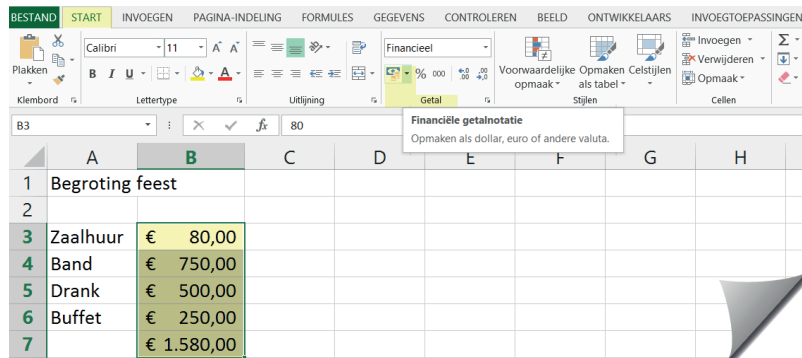 BESTAND START INVOEGEN PAGINA-INDELING FORMULES GEGEVENS CONTROLEREN BEELD ONTWIKKELAARS INVOEGTOEPASSINGEN
Calibri 11 A A Financieel Invoegen Σ
Plakken B I U A % 000 Voorwaardelijke Opmaken Celstijlen Verwijderen
opmaak als tabel Opmaak
Klembord Lettertype Uitlijning Getal Stijlen Cellen
B3 fx 80
Financiële getalnotatie
Opmaken als dollar, euro of andere valuta.
A B C D E F G H
1 Begroting feest
2
3 Zaalhuur € 80,00
4 Band € 750,00
5 Drank € 500,00
6 Buffet € 250,00
7 € 1.580,00